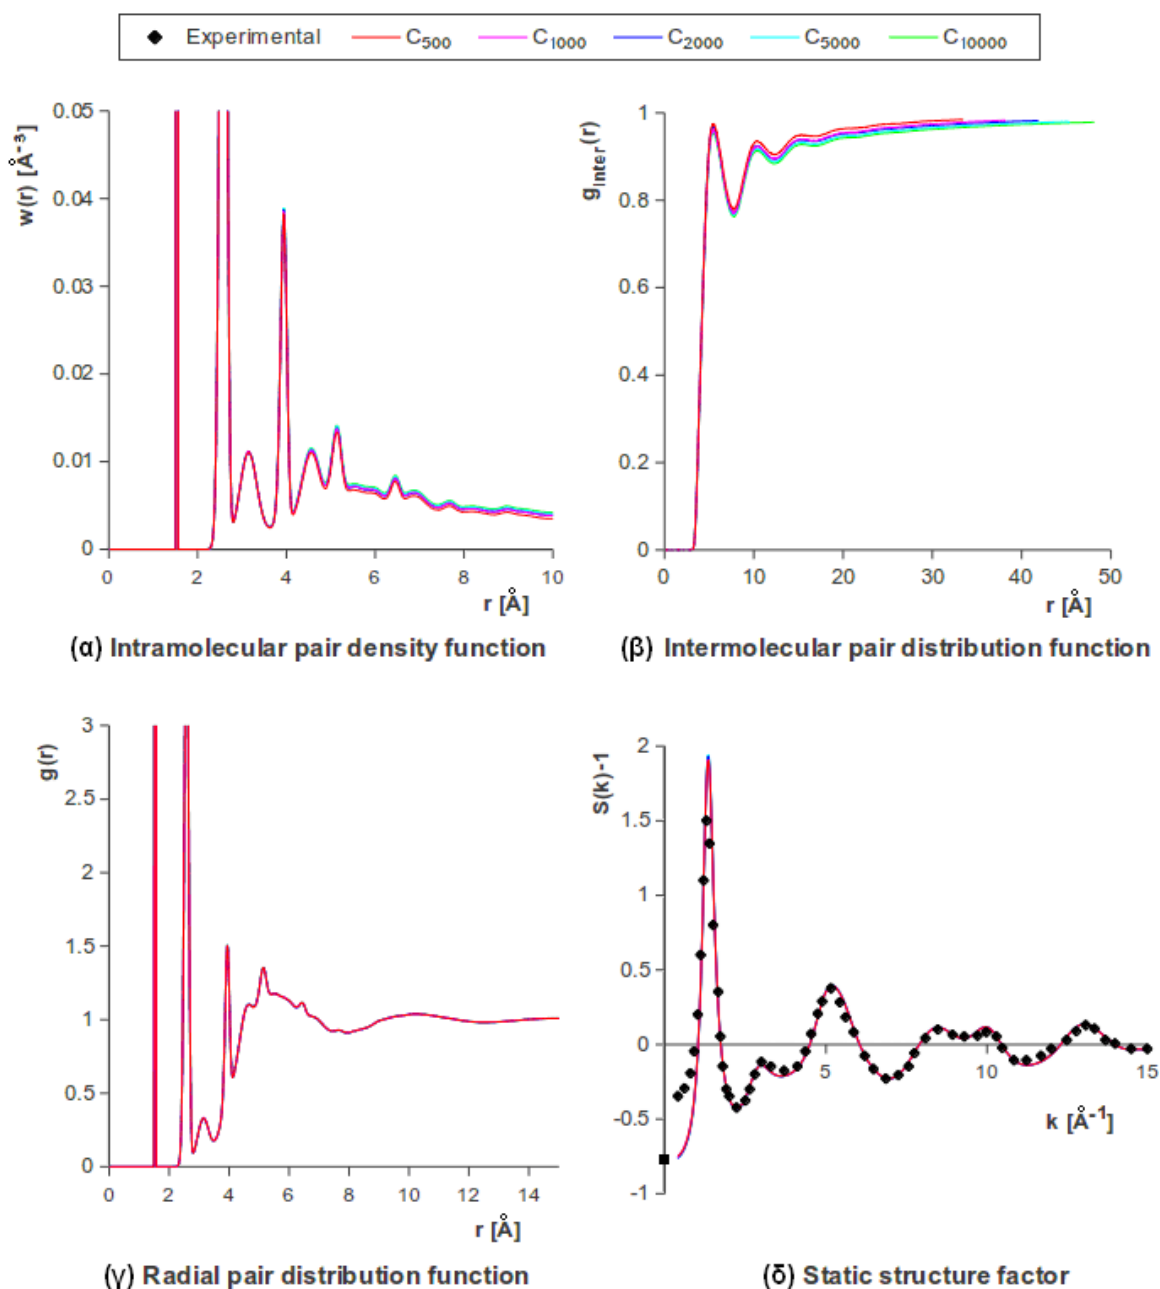 Experimental C₅₀₀ C₁₀₀₀ C₂₀₀₀ C₅₀₀₀ C₁₀₀₀₀
w(r) [Å⁻³]
0.05
0.04
0.03
0.02
0.01
0
0 2 4 6 8 10
r [Å]
(α) Intramolecular pair density function
g_inter(r)
1
0.8
0.6
0.4
0.2
0
0 10 20 30 40 50
r [Å]
(β) Intermolecular pair distribution function
g(r)
3
2.5
2
1.5
1
0.5
0
0 2 4 6 8 10 12 14
r [Å]
(γ) Radial pair distribution function
S(k)-1
2
1.5
1
0.5
0
-0.5
-1
5 10 15
k [Å⁻¹]
(δ) Static structure factor